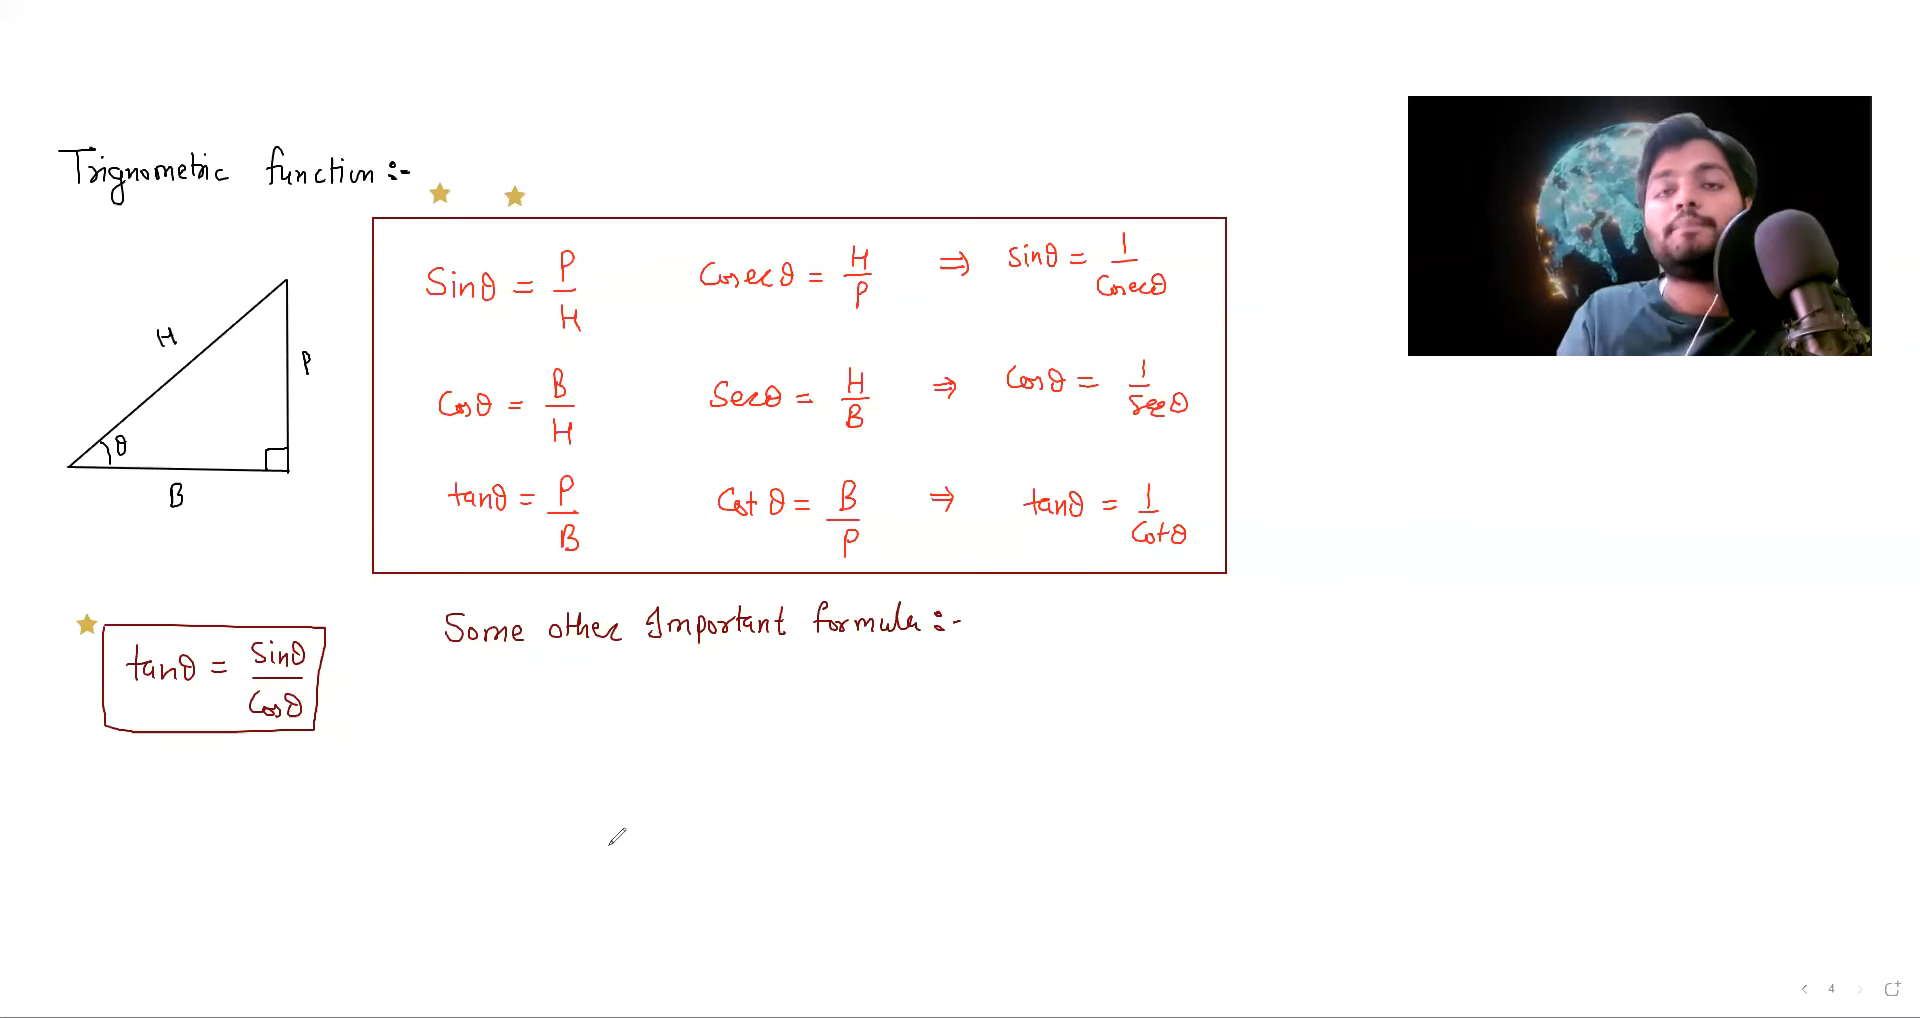 Trignometric function :-
H
P
θ
B
Sinθ = P/H Cosecθ = H/P ⇒ Sinθ = 1/Cosecθ
Cosθ = B/H Secθ = H/B ⇒ Cosθ = 1/Secθ
tanθ = P/B Cotθ = B/P ⇒ tanθ = 1/Cotθ
tanθ = Sinθ/Cosθ
Some other Important formula :-
< 4 >